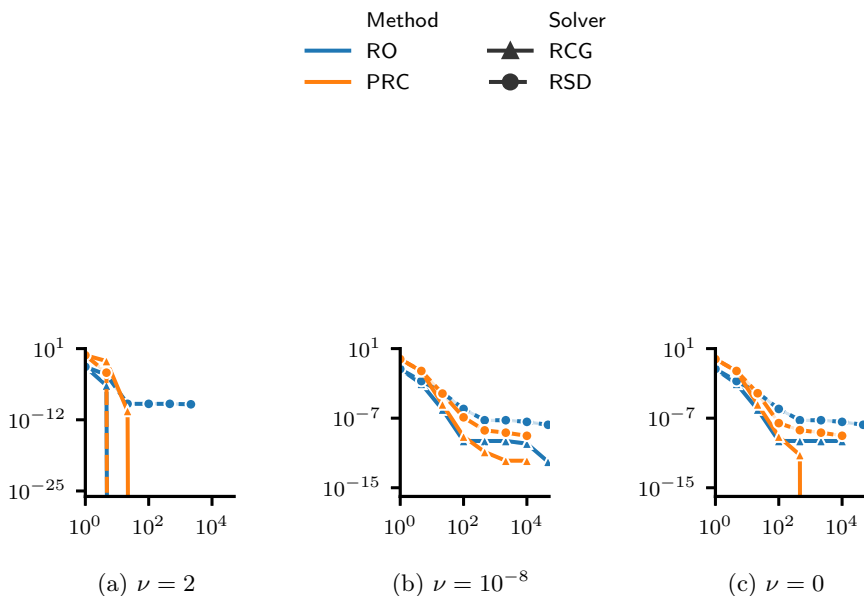 Method Solver
RO RCG
PRC RSD
10^1 10^1 10^1
10^−12 10^−7 10^−7
10^−25 10^−15 10^−15
10^0 10^2 10^4 10^0 10^2 10^4 10^0 10^2 10^4
(a) ν = 2 (b) ν = 10^−8 (c) ν = 0